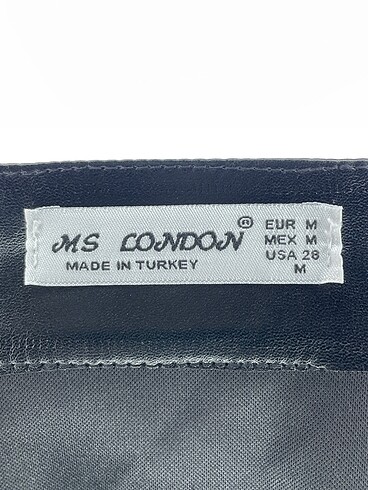 MS LONDON®
MADE IN TURKEY
EUR M
MEX M
USA 28
M